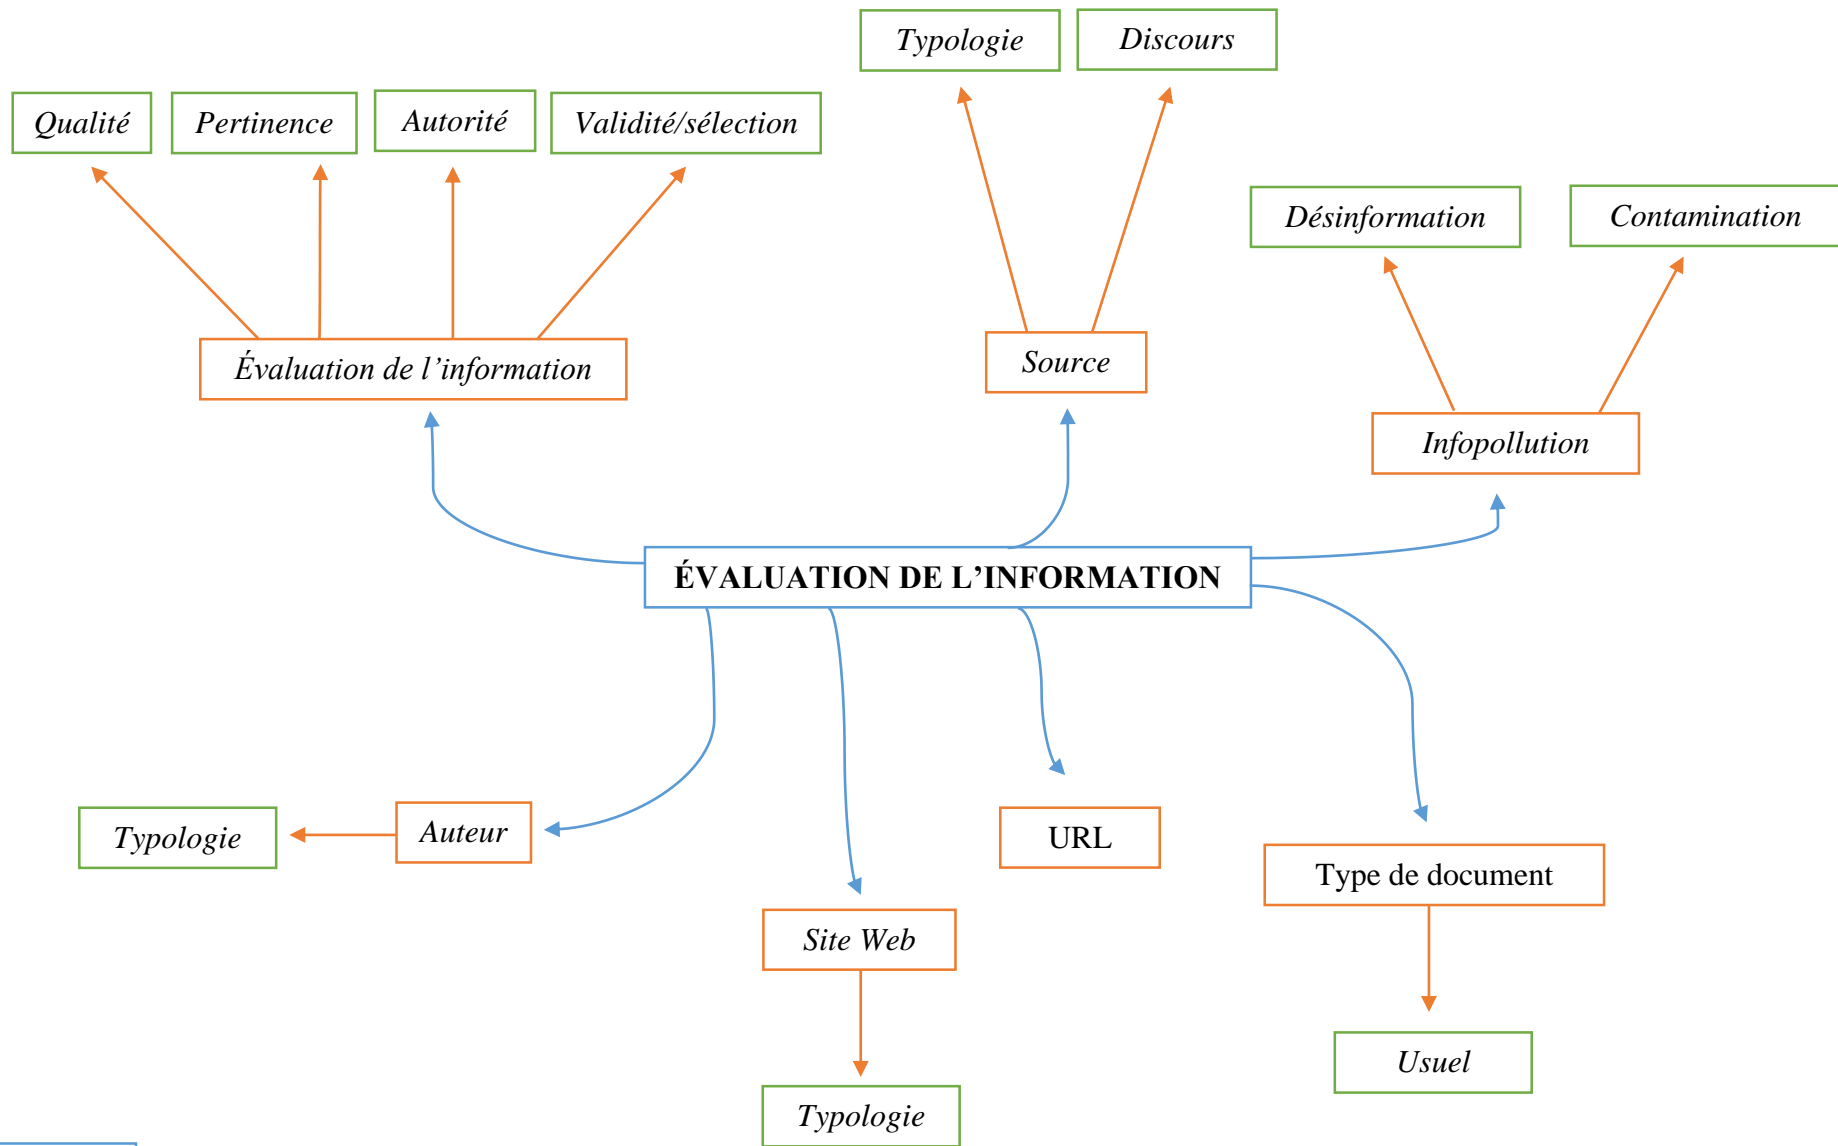 Typologie
Discours
Qualité
Pertinence
Autorité
Validité/sélection
Désinformation
Contamination
Évaluation de l’information
Source
Infopollution
ÉVALUATION DE L’INFORMATION
Typologie
Auteur
URL
Type de document
Site Web
Usuel
Typologie